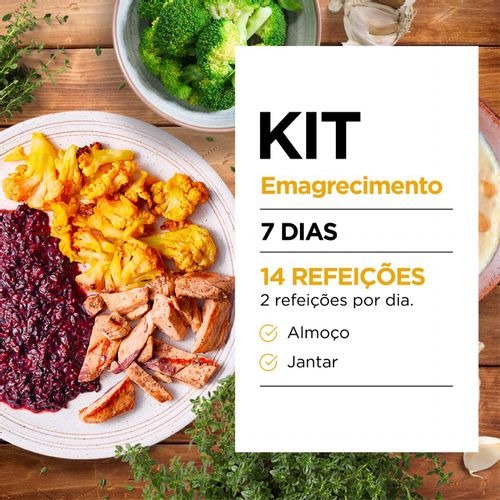 KIT
Emagrecimento
7 DIAS
14 REFEIÇÕES
2 refeições por dia.
Almoço
Jantar